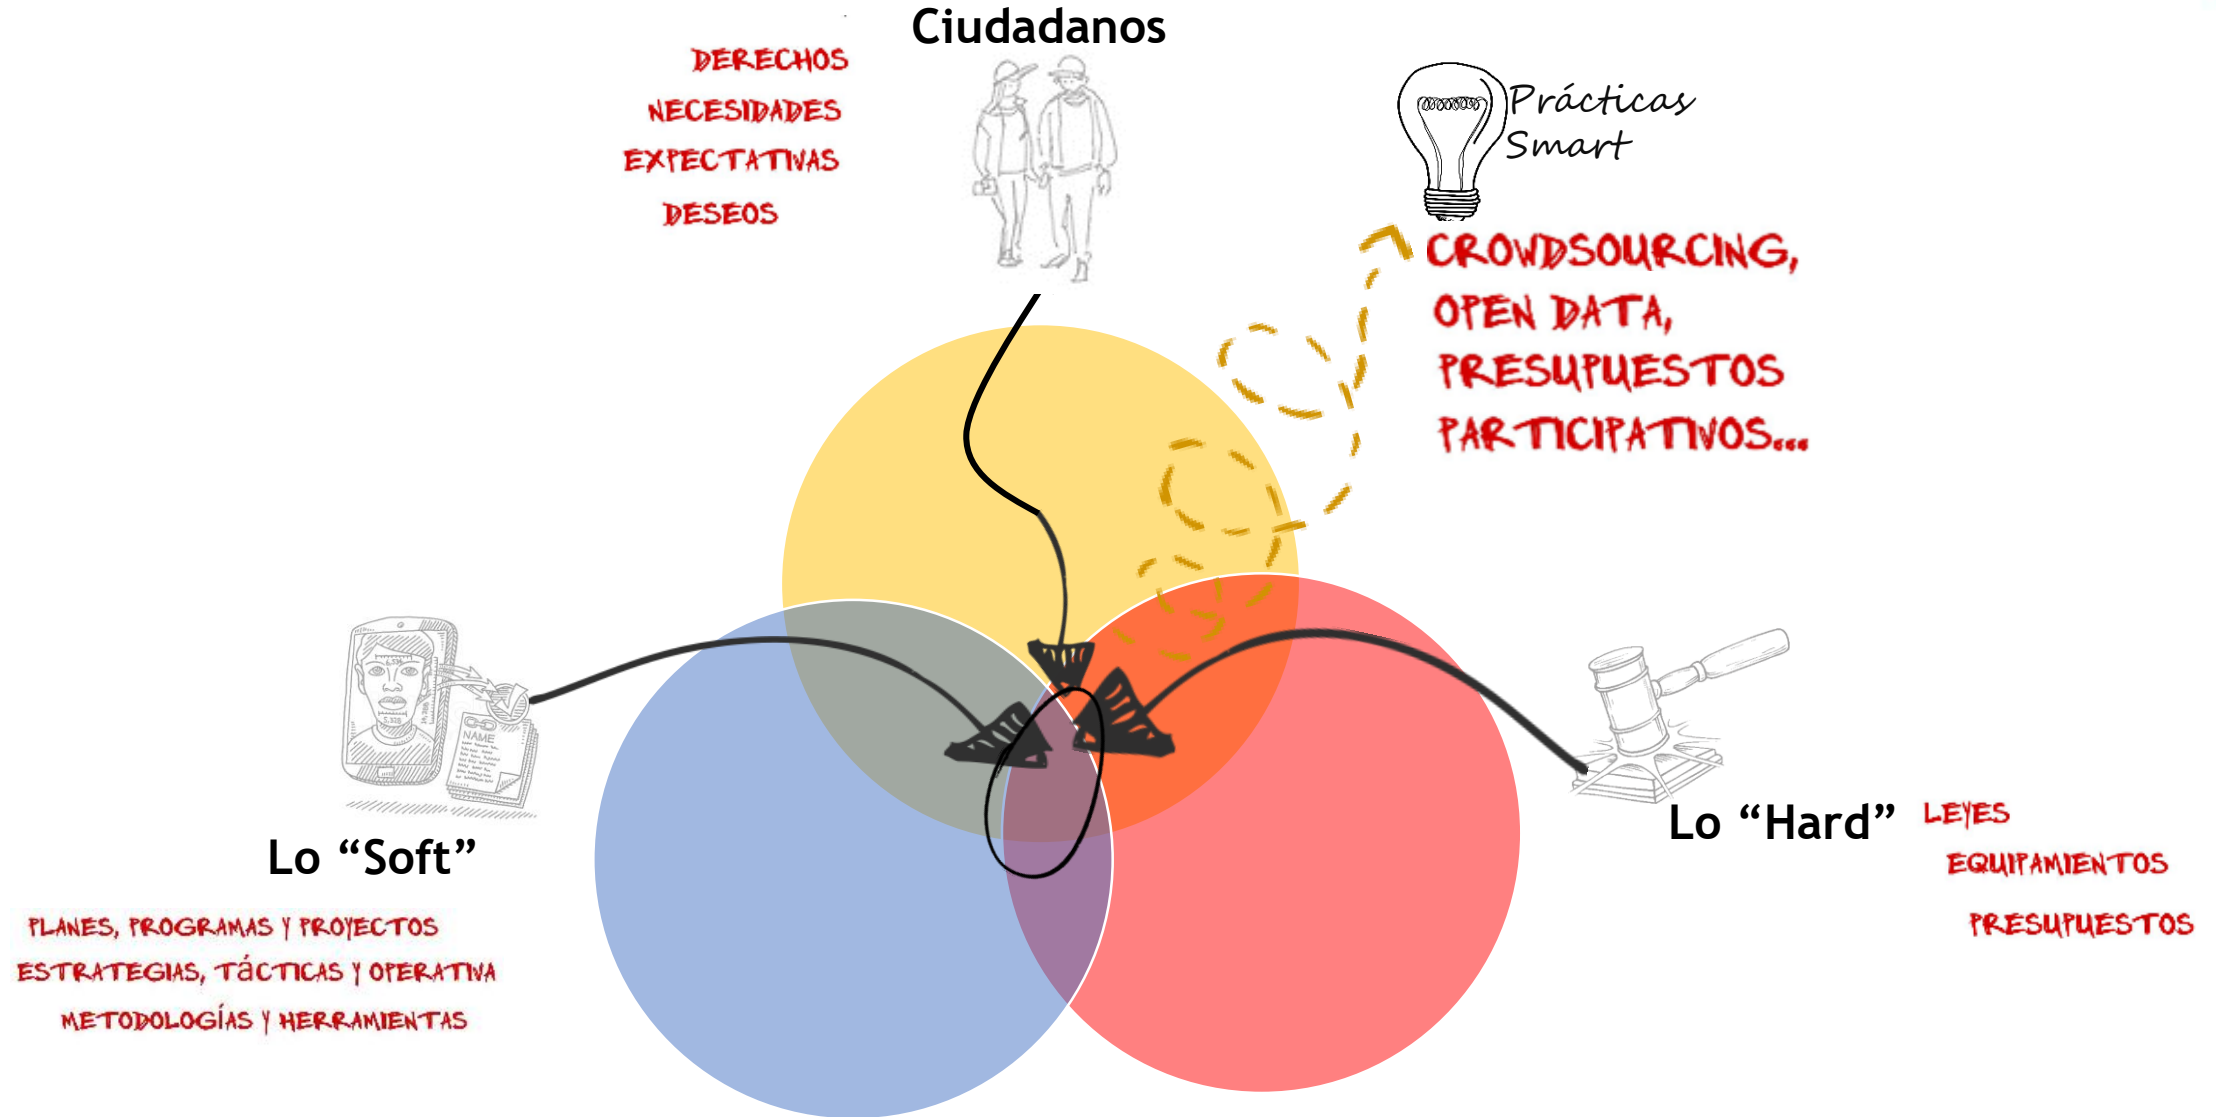 Ciudadanos
DERECHOS
NECESIDADES
EXPECTATIVAS
DESEOS
Prácticas
Smart
CROWDSOURCING,
OPEN DATA,
PRESUPUESTOS
PARTICIPATIVOS...
NAME
Lo “Soft”
PLANES, PROGRAMAS Y PROYECTOS
ESTRATEGIAS, TáCTICAS Y OPERATIVA
METODOLOGÍAS Y HERRAMIENTAS
Lo “Hard”
LEYES
EQUIPAMIENTOS
PRESUPUESTOS